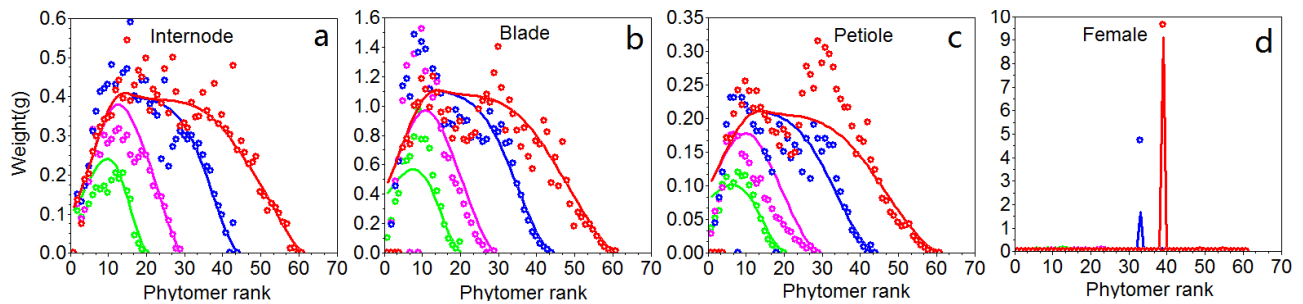 Weight(g)
0.6
0.5
0.4
0.3
0.2
0.1
0.0
Internode
a
0 10 20 30 40 50 60 70
Phytomer rank
1.6
1.4
1.2
1.0
0.8
0.6
0.4
0.2
0.0
Blade
b
0 10 20 30 40 50 60 70
Phytomer rank
0.35
0.30
0.25
0.20
0.15
0.10
0.05
0.00
Petiole
c
0 10 20 30 40 50 60 70
Phytomer rank
10
9
8
7
6
5
4
3
2
1
0
Female
d
0 10 20 30 40 50 60 70
Phytomer rank